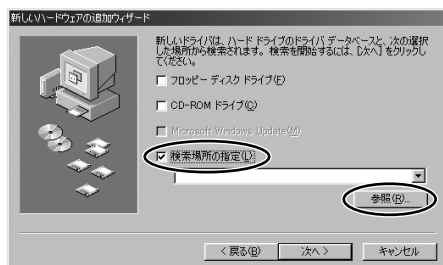 新しいハードウェアの追加ウィザード
新しいドライバは、ハード ドライブのドライバ データベースと、次の選択
した場所から検索されます。検索を開始するには、[次へ] をクリックし
てください。
フロッピー ディスク ドライブ(F)
CD-ROM ドライブ(C)
Microsoft Windows Update(M)
検索場所の指定(L)
参照(R)...
< 戻る(B)
次へ >
キャンセル